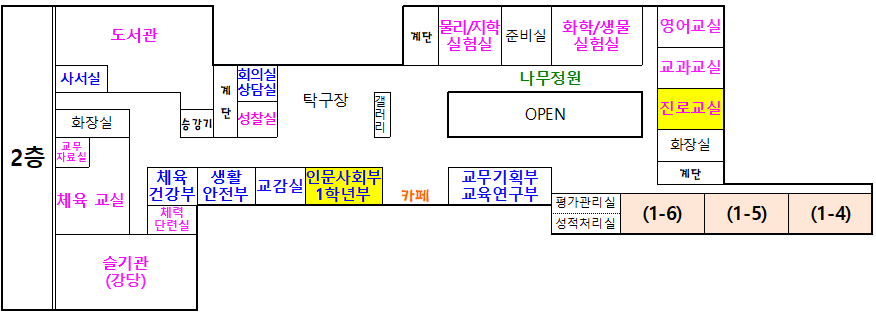 2층
도서관
사서실
화장실
교무
자료실
체육 교실
슬기관
(강당)
승강기
계
단
회의실
상담실
성찰실
탁구장
갤
러
리
체육
건강부
체력
단련실
생활
안전부
교감실
인문사회부
1학년부
카페
교무기획부
교육연구부
계단
물리/지학
실험실
준비실
화학/생물
실험실
나무정원
OPEN
영어교실
교과교실
진로교실
화장실
계단
평가관리실
성적처리실
(1-6)
(1-5)
(1-4)